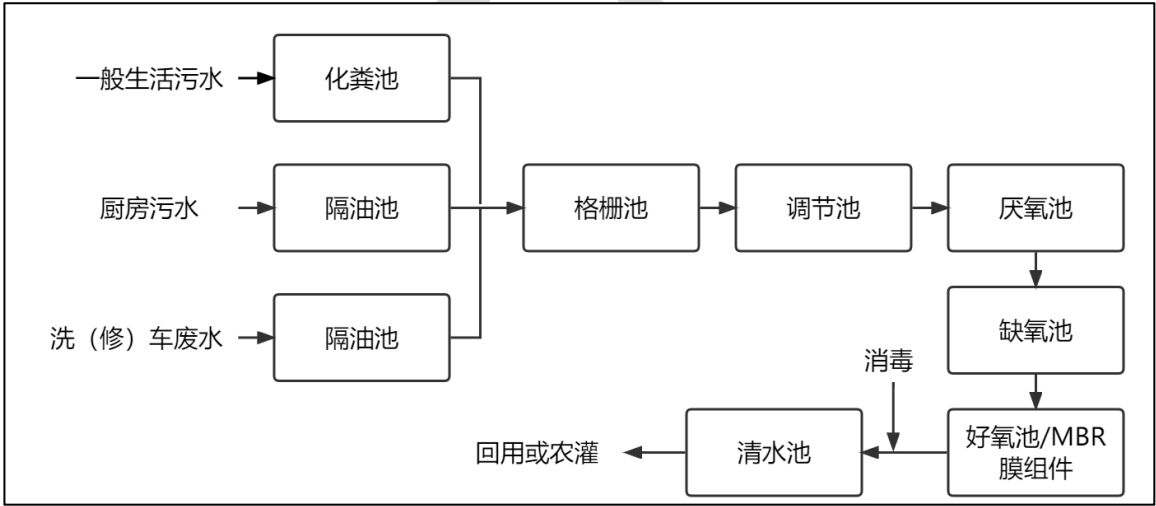 一般生活污水
化粪池
厨房污水
隔油池
格栅池
调节池
厌氧池
洗（修）车废水
隔油池
缺氧池
消毒
好氧池/MBR
膜组件
清水池
回用或农灌